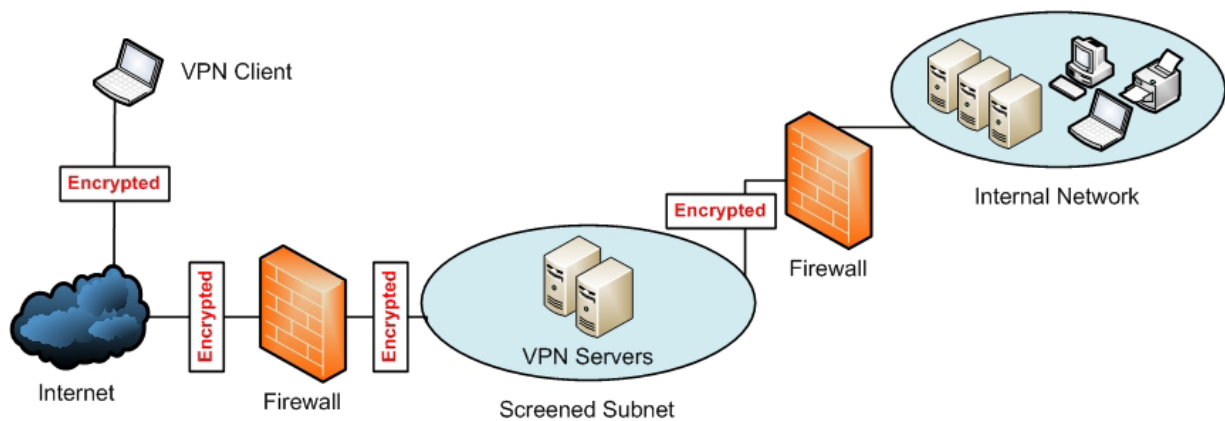 VPN Client
Encrypted
Internet
Encrypted
Firewall
Encrypted
VPN Servers
Screened Subnet
Encrypted
Firewall
Internal Network